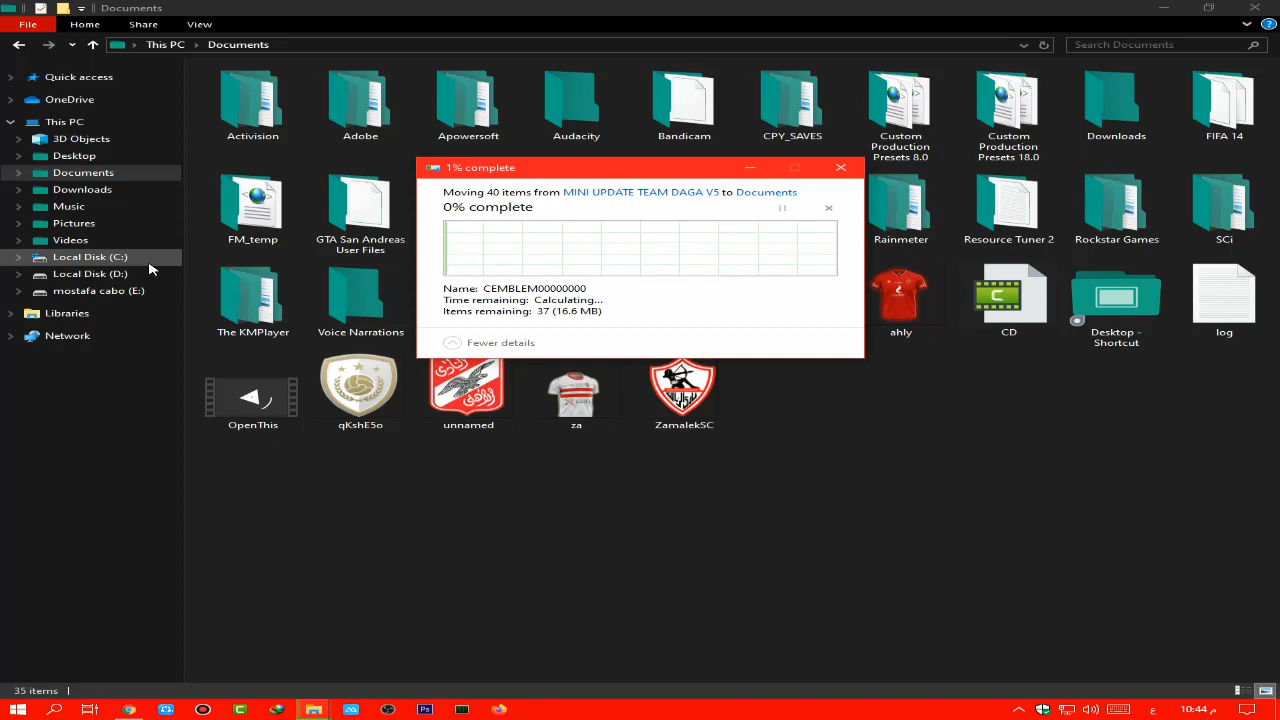 Documents
File
Home
Share
View
This PC
Documents
Search Documents
Quick access
OneDrive
This PC
3D Objects
Desktop
Documents
Downloads
Music
Pictures
Videos
Local Disk (C:)
Local Disk (D:)
mostafa cabo (E:)
Libraries
Network
Activision
Adobe
Apowersoft
Audacity
Bandicam
CPY_SAVES
Custom
Production
Presets 8.0
Custom
Production
Presets 18.0
Downloads
FIFA 14
FM_temp
GTA San Andreas
User Files
Rainmeter
Resource Tuner 2
Rockstar Games
SCi
The KMPlayer
Voice Narrations
ahly
CD
Desktop -
Shortcut
log
OpenThis
qKshE5o
unnamed
za
ZamalekSC
1% complete
Moving 40 items from MINI UPDATE TEAM DAGA V5 to Documents
0% complete
Name: CEMBLEM00000000
Time remaining: Calculating...
Items remaining: 37 (16.6 MB)
Fewer details
35 items
Ps
ع
10:44 م